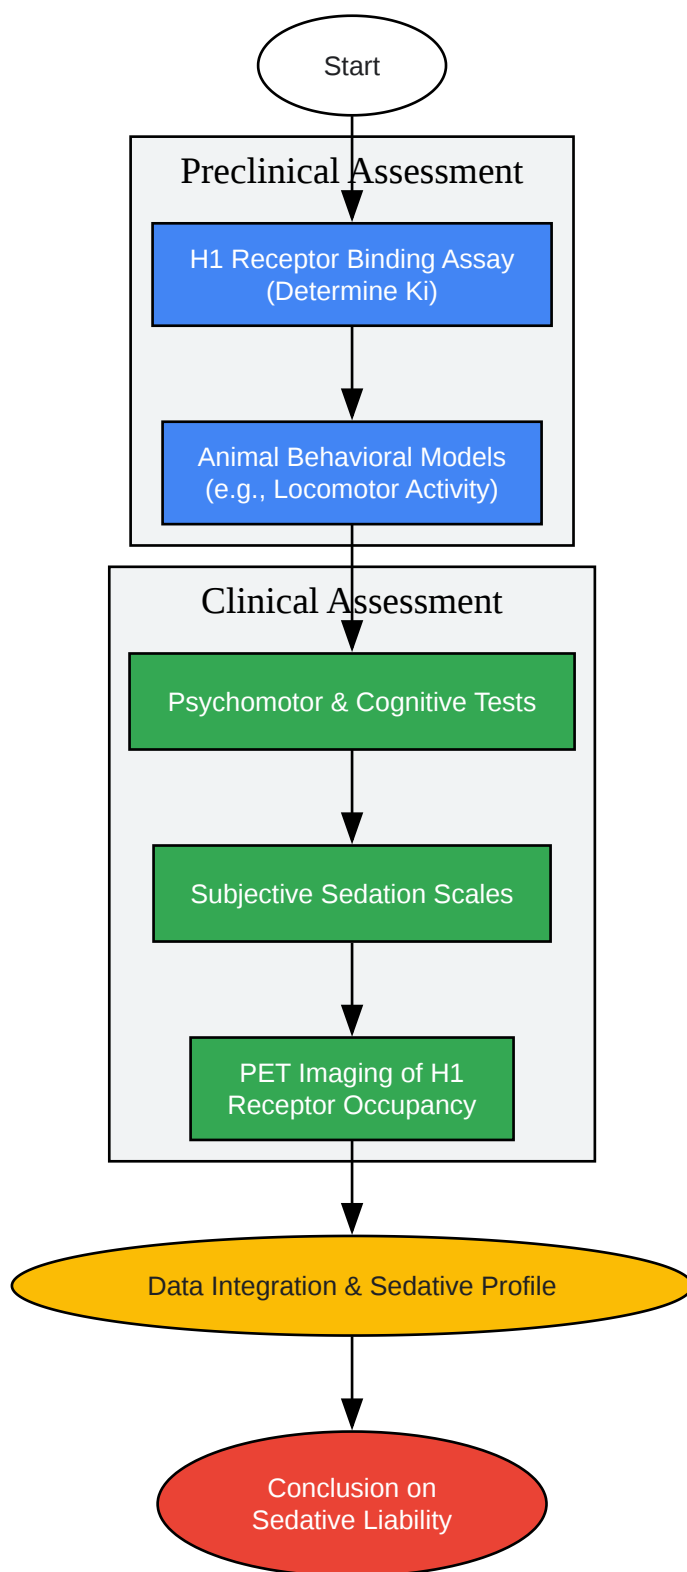 Start
Preclinical Assessment
H1 Receptor Binding Assay
(Determine Ki)
Animal Behavioral Models
(e.g., Locomotor Activity)
Clinical Assessment
Psychomotor & Cognitive Tests
Subjective Sedation Scales
PET Imaging of H1
Receptor Occupancy
Data Integration & Sedative Profile
Conclusion on
Sedative Liability